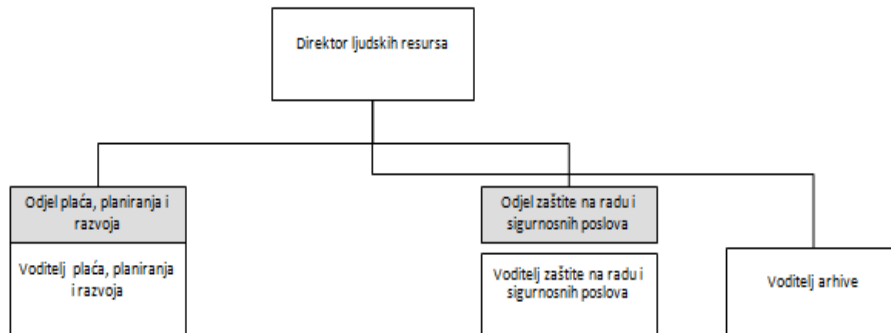 Direktor ljudskih resursa
Odjel plaća, planiranja i
razvoja
Odjel zaštite na radu i
sigurnosnih poslova
Voditelj plaća, planiranja
i razvoja
Voditelj zaštite na radu i
sigurnosnih poslova
Voditelj arhive